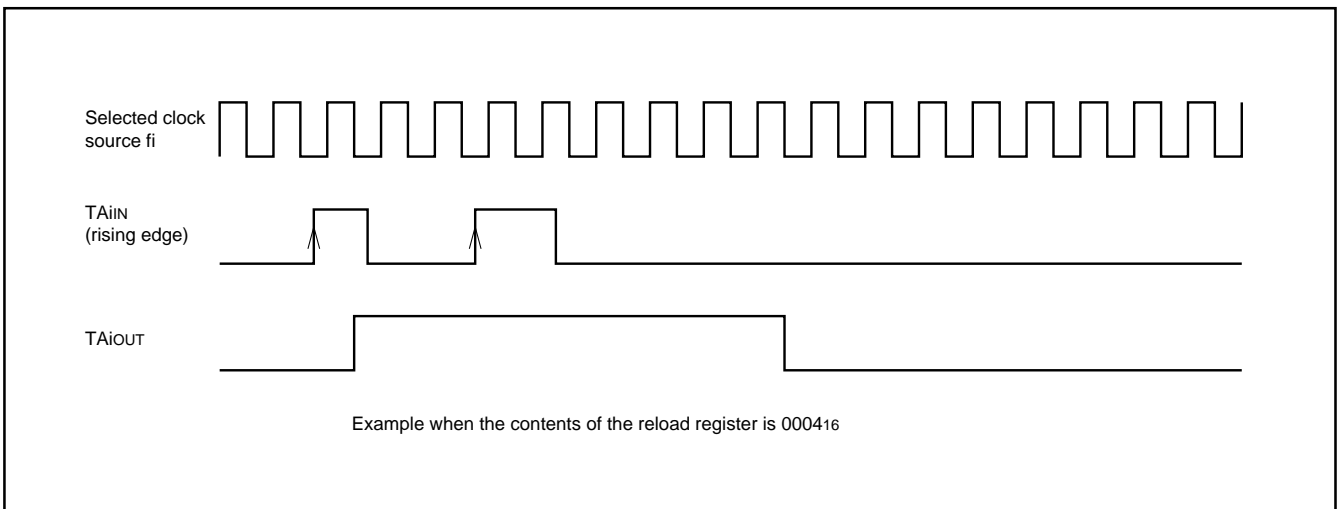 Selected clock
source fi
TAiIN
(rising edge)
TAiOUT
Example when the contents of the reload register is 000416